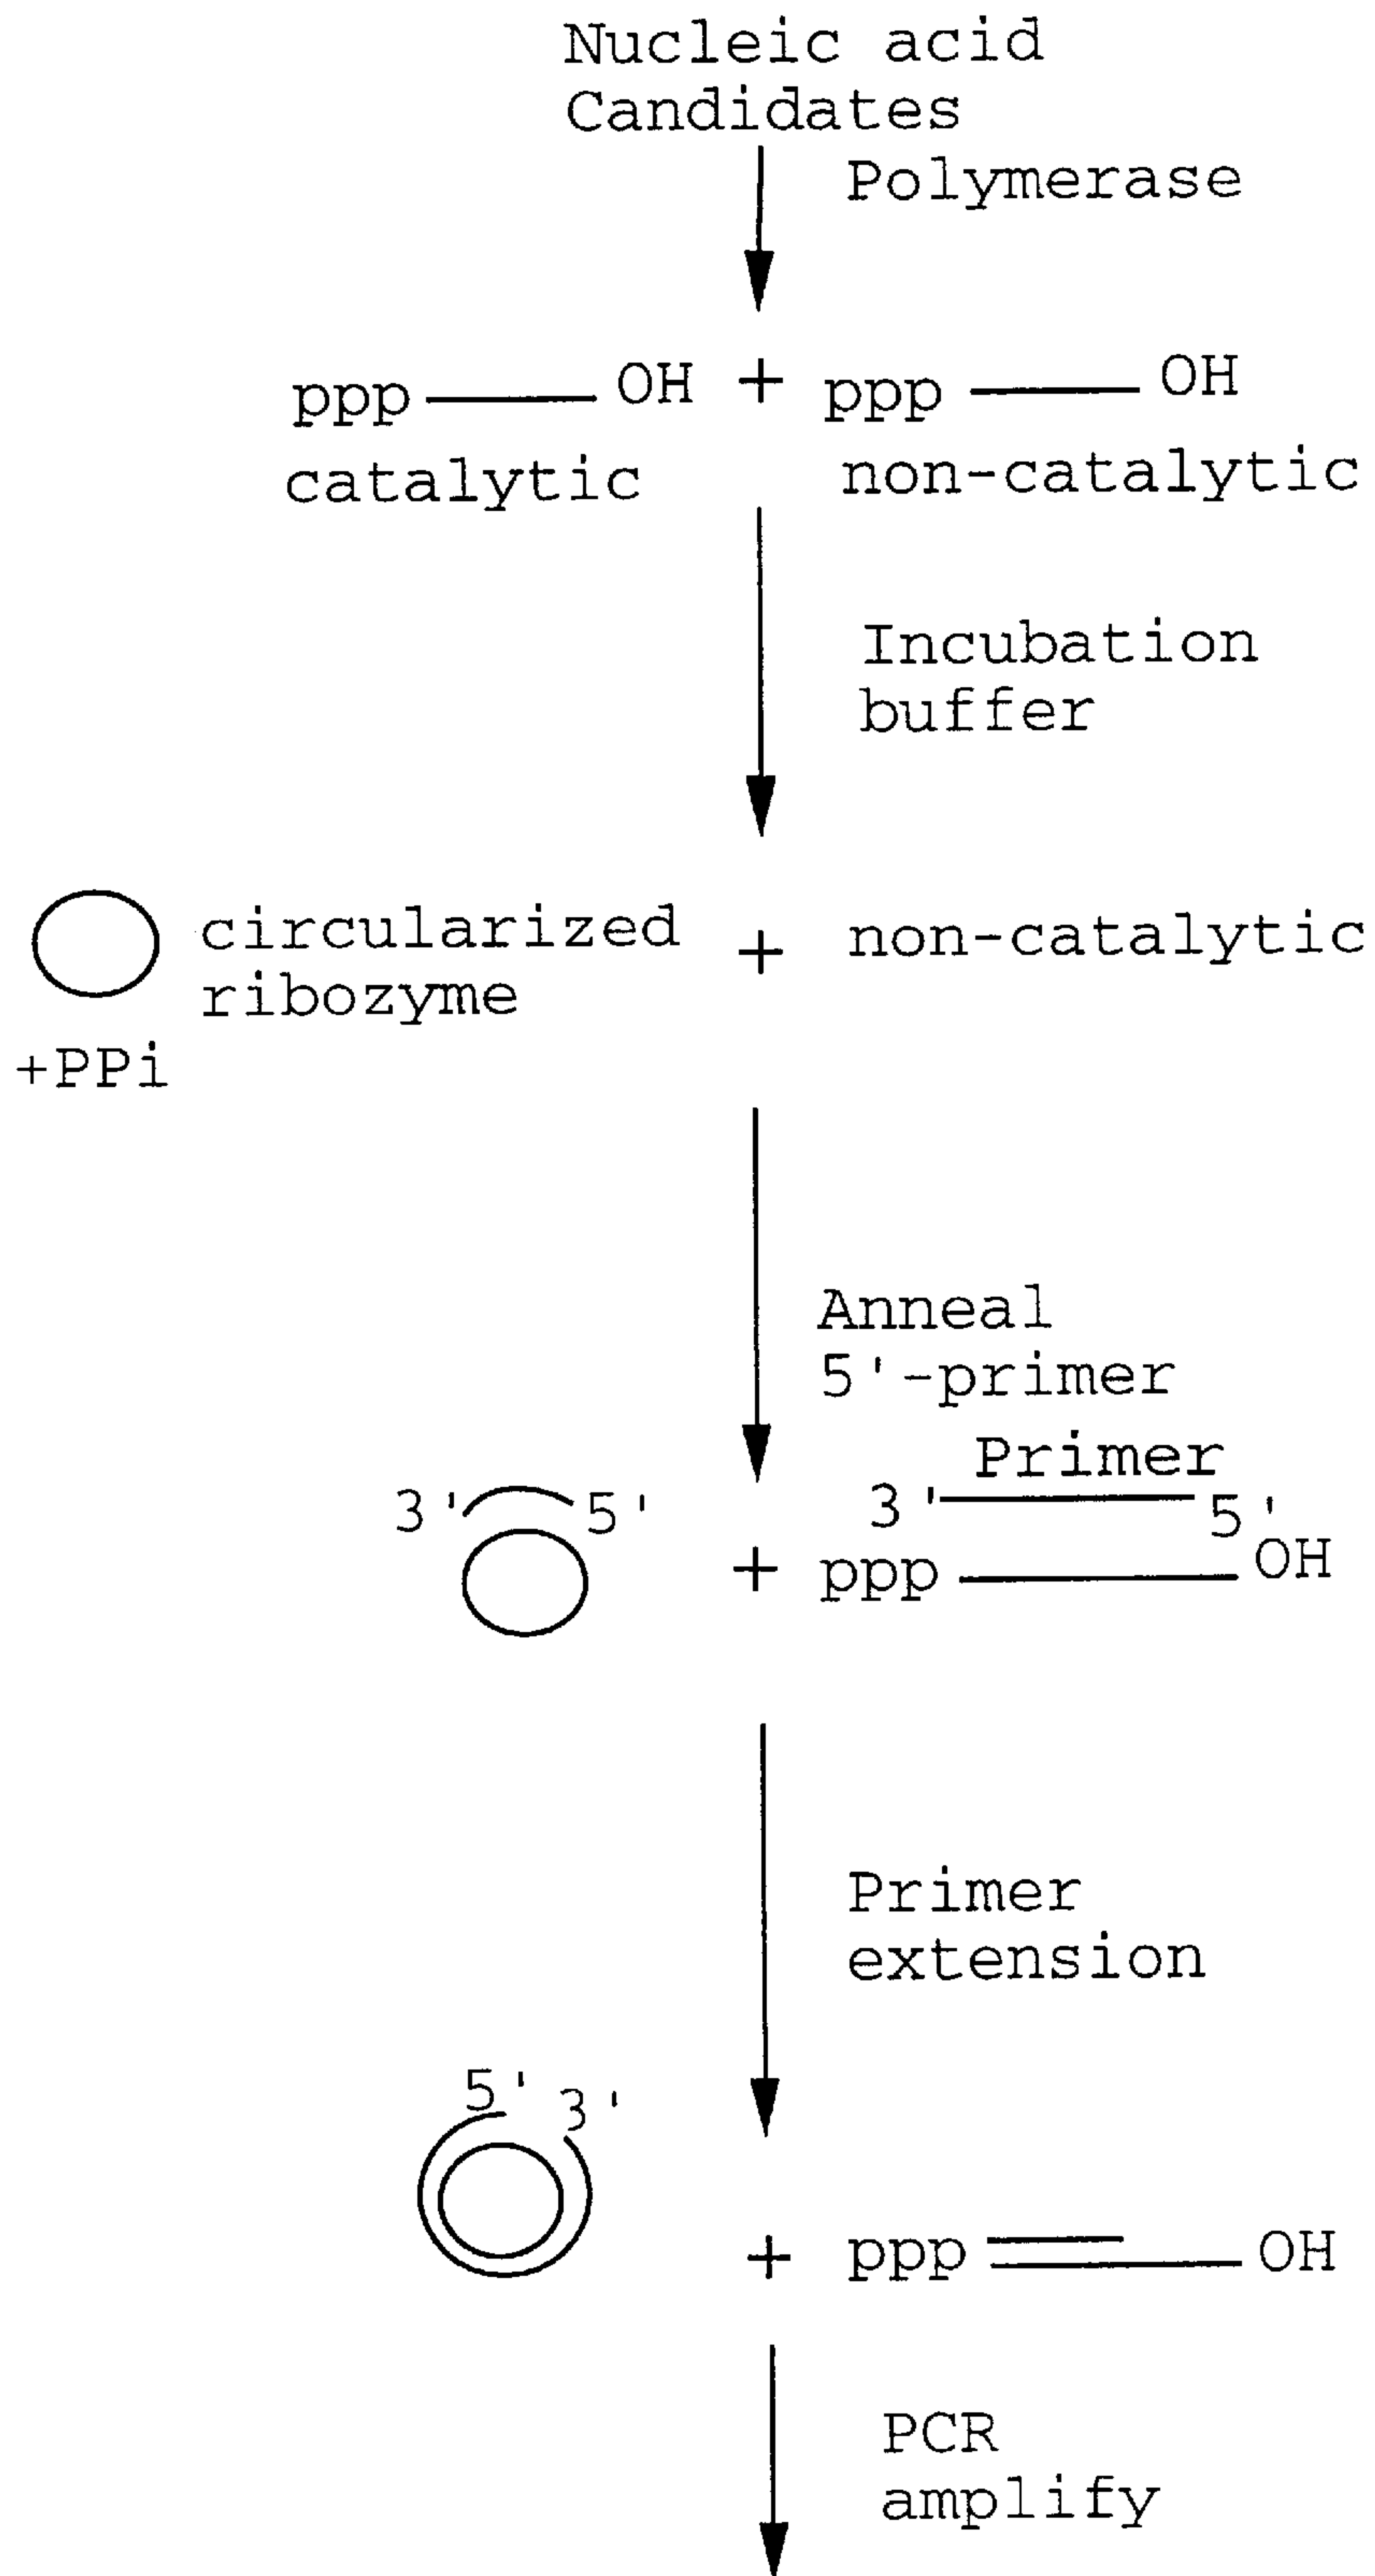 Nucleic acid
Candidates
Polymerase
ppp OH + ppp OH
catalytic non-catalytic
Incubation
buffer
circularized + non-catalytic
ribozyme
+PPi
Anneal
5'-primer
Primer
3' 5' 3' 5'
+ ppp OH
Primer
extension
5' 3'
+ ppp OH
PCR
amplify